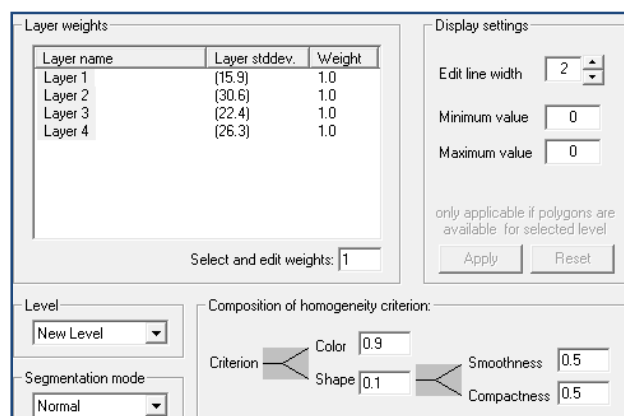 Layer weights
Layer name Layer stddev. Weight
Layer 1 (15.9) 1.0
Layer 2 (30.6) 1.0
Layer 3 (22.4) 1.0
Layer 4 (26.3) 1.0
Select and edit weights: 1
Display settings
Edit line width 2
Minimum value 0
Maximum value 0
only applicable if polygons are
available for selected level
Apply Reset
Level
New Level
Segmentation mode
Normal
Composition of homogeneity criterion:
Criterion
Color 0.9
Shape 0.1
Smoothness 0.5
Compactness 0.5